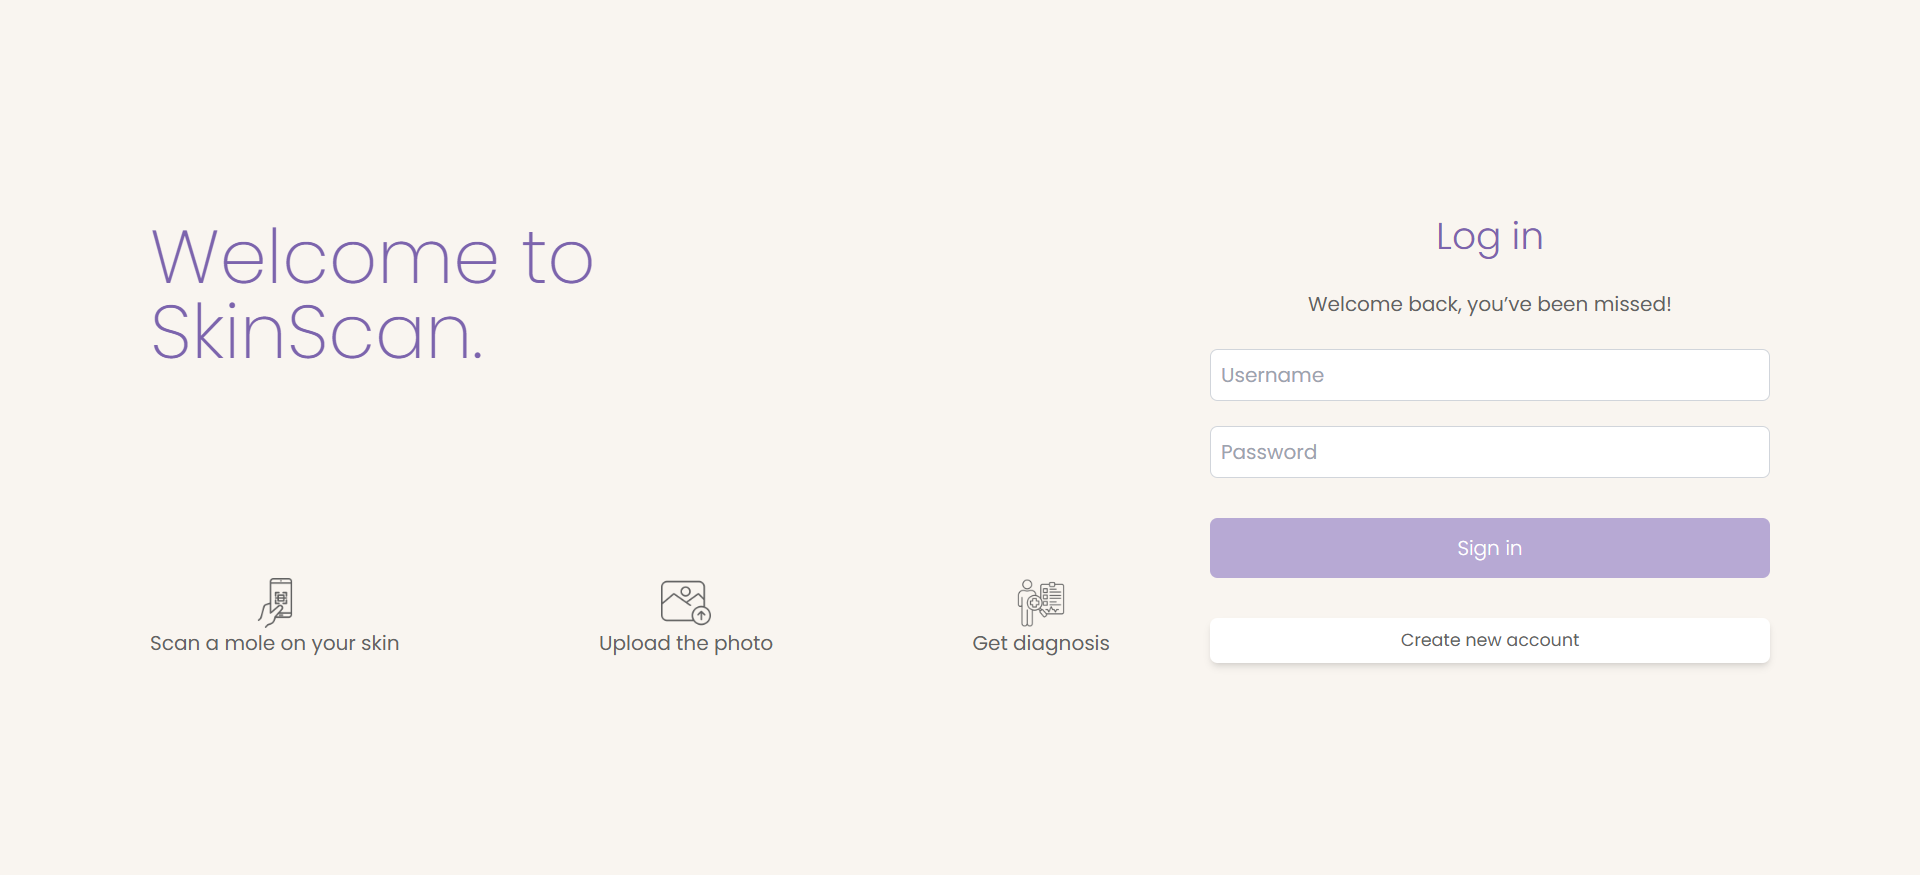 Welcome to
SkinScan.
Scan a mole on your skin
Upload the photo
Get diagnosis
Log in
Welcome back, you’ve been missed!
Username
Password
Sign in
Create new account